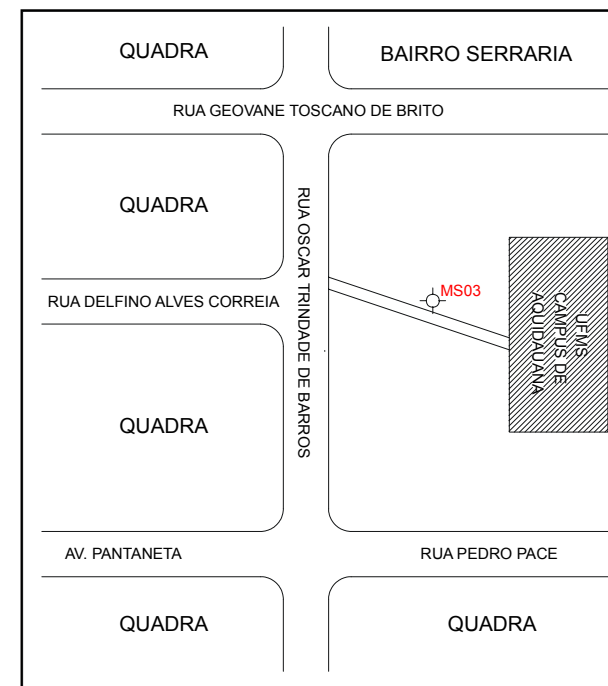 QUADRA
BAIRRO SERRARIA
RUA GEOVANE TOSCANO DE BRITO
QUADRA
RUA OSCAR TRINDADE DE BARROS
MS03
RUA DELFINO ALVES CORREIA
UFMS
CAMPUS DE
AQUIDAUANA
QUADRA
AV. PANTANETA
RUA PEDRO PACE
QUADRA
QUADRA